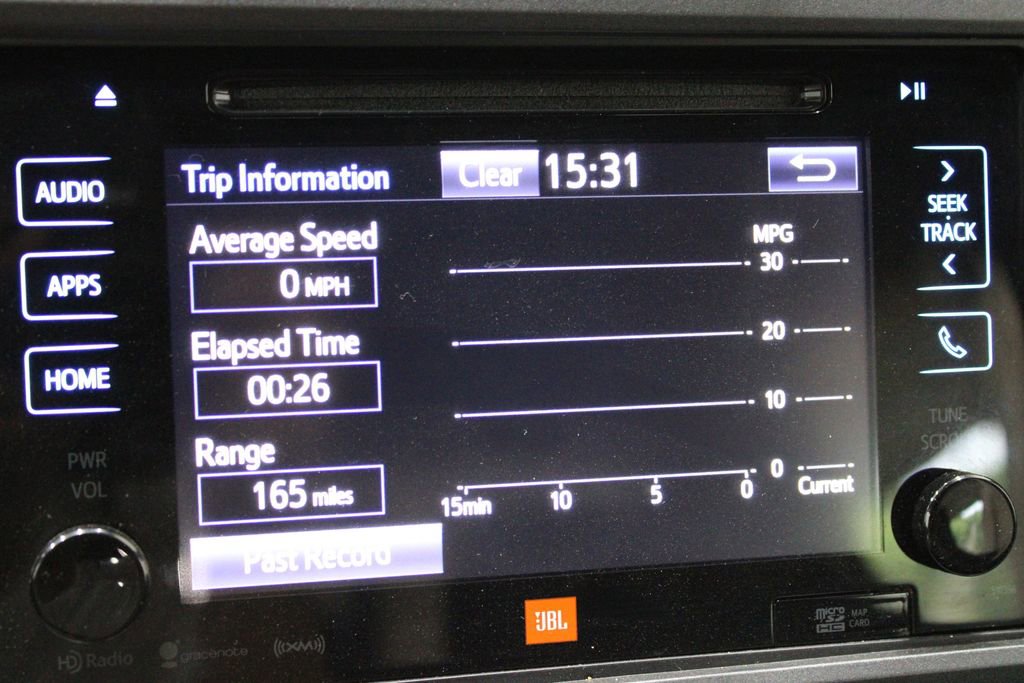 AUDIO
APPS
HOME
PWR
VOL
Trip Information
Clear
15:31
Average Speed
0 MPH
Elapsed Time
00:26
Range
165 miles
Past Record
MPG
30
20
10
0
15min 10 5 0 Current
SEEK
TRACK
TUNE
SCROLL
HD Radio
gracenote
((XM))
JBL
micro
SD
HC
MAP
CARD